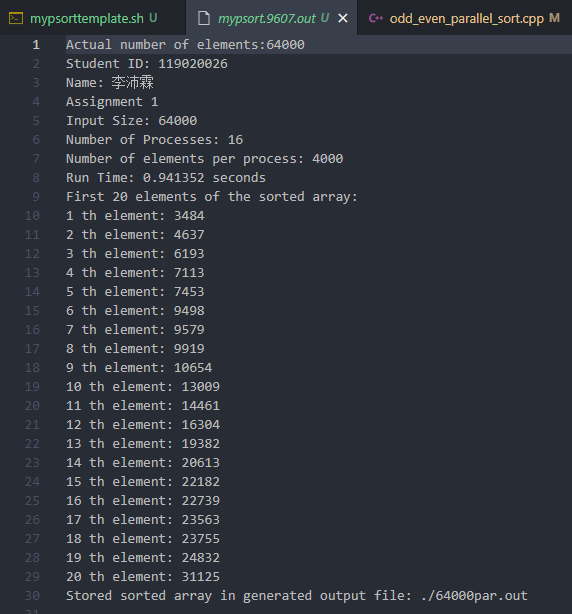 mypsorttemplate.sh U mypsort.9607.out U × odd_even_parallel_sort.cpp M
1 Actual number of elements:64000
2 Student ID: 119020026
3 Name: 李沛霖
4 Assignment 1
5 Input Size: 64000
6 Number of Processes: 16
7 Number of elements per process: 4000
8 Run Time: 0.941352 seconds
9 First 20 elements of the sorted array:
10 1 th element: 3484
11 2 th element: 4637
12 3 th element: 6193
13 4 th element: 7113
14 5 th element: 7453
15 6 th element: 9498
16 7 th element: 9579
17 8 th element: 9919
18 9 th element: 10654
19 10 th element: 13009
20 11 th element: 14461
21 12 th element: 16304
22 13 th element: 19382
23 14 th element: 20613
24 15 th element: 22182
25 16 th element: 22739
26 17 th element: 23563
27 18 th element: 23755
28 19 th element: 24832
29 20 th element: 31125
30 Stored sorted array in generated output file: ./64000par.out
31